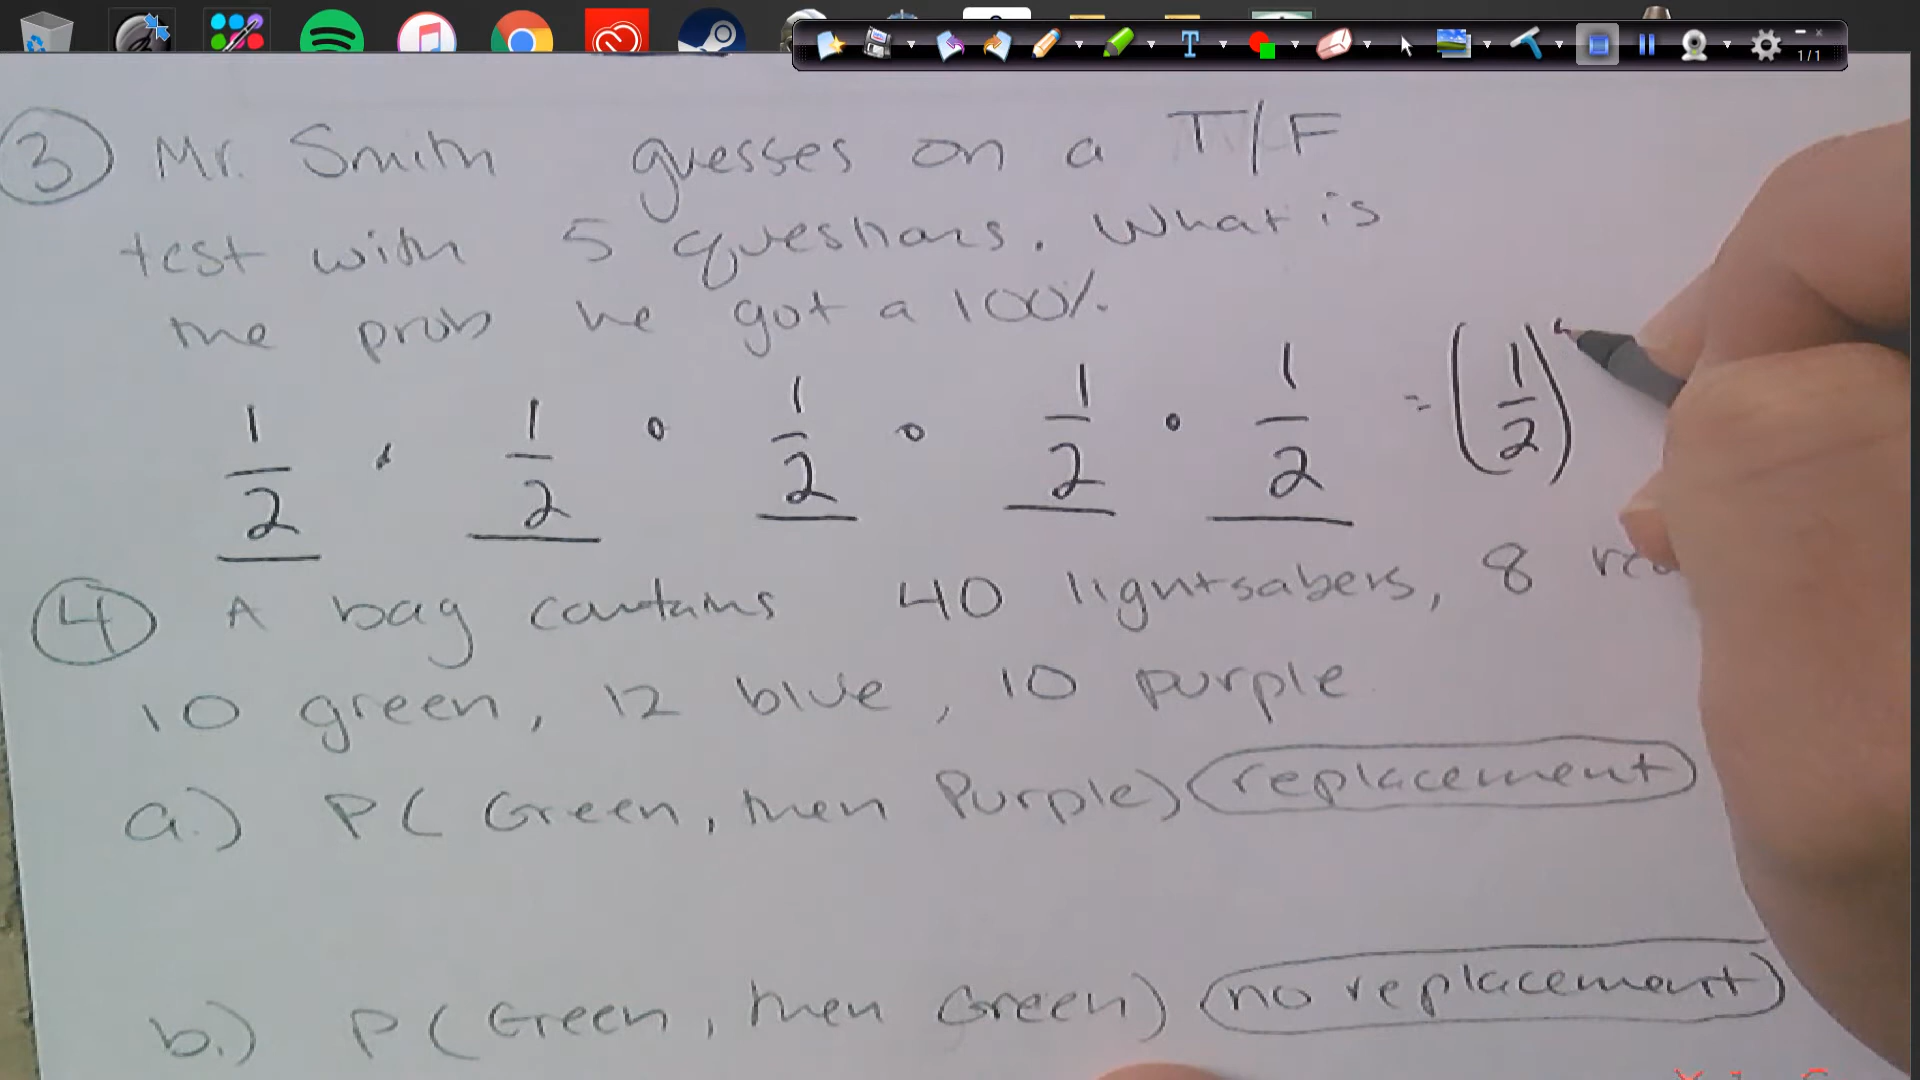 1/1
3 Mr. Smith guesses on a T/F
test with 5 questions. What is
the prob he got a 100%.
1/2 · 1/2 · 1/2 · 1/2 · 1/2 = (1/2)
4 A bag contains 40 lightsabers, 8
10 green, 12 blue, 10 purple
a.) P( Green, then Purple) replacement
b.) P( Green, then Green) no replacement